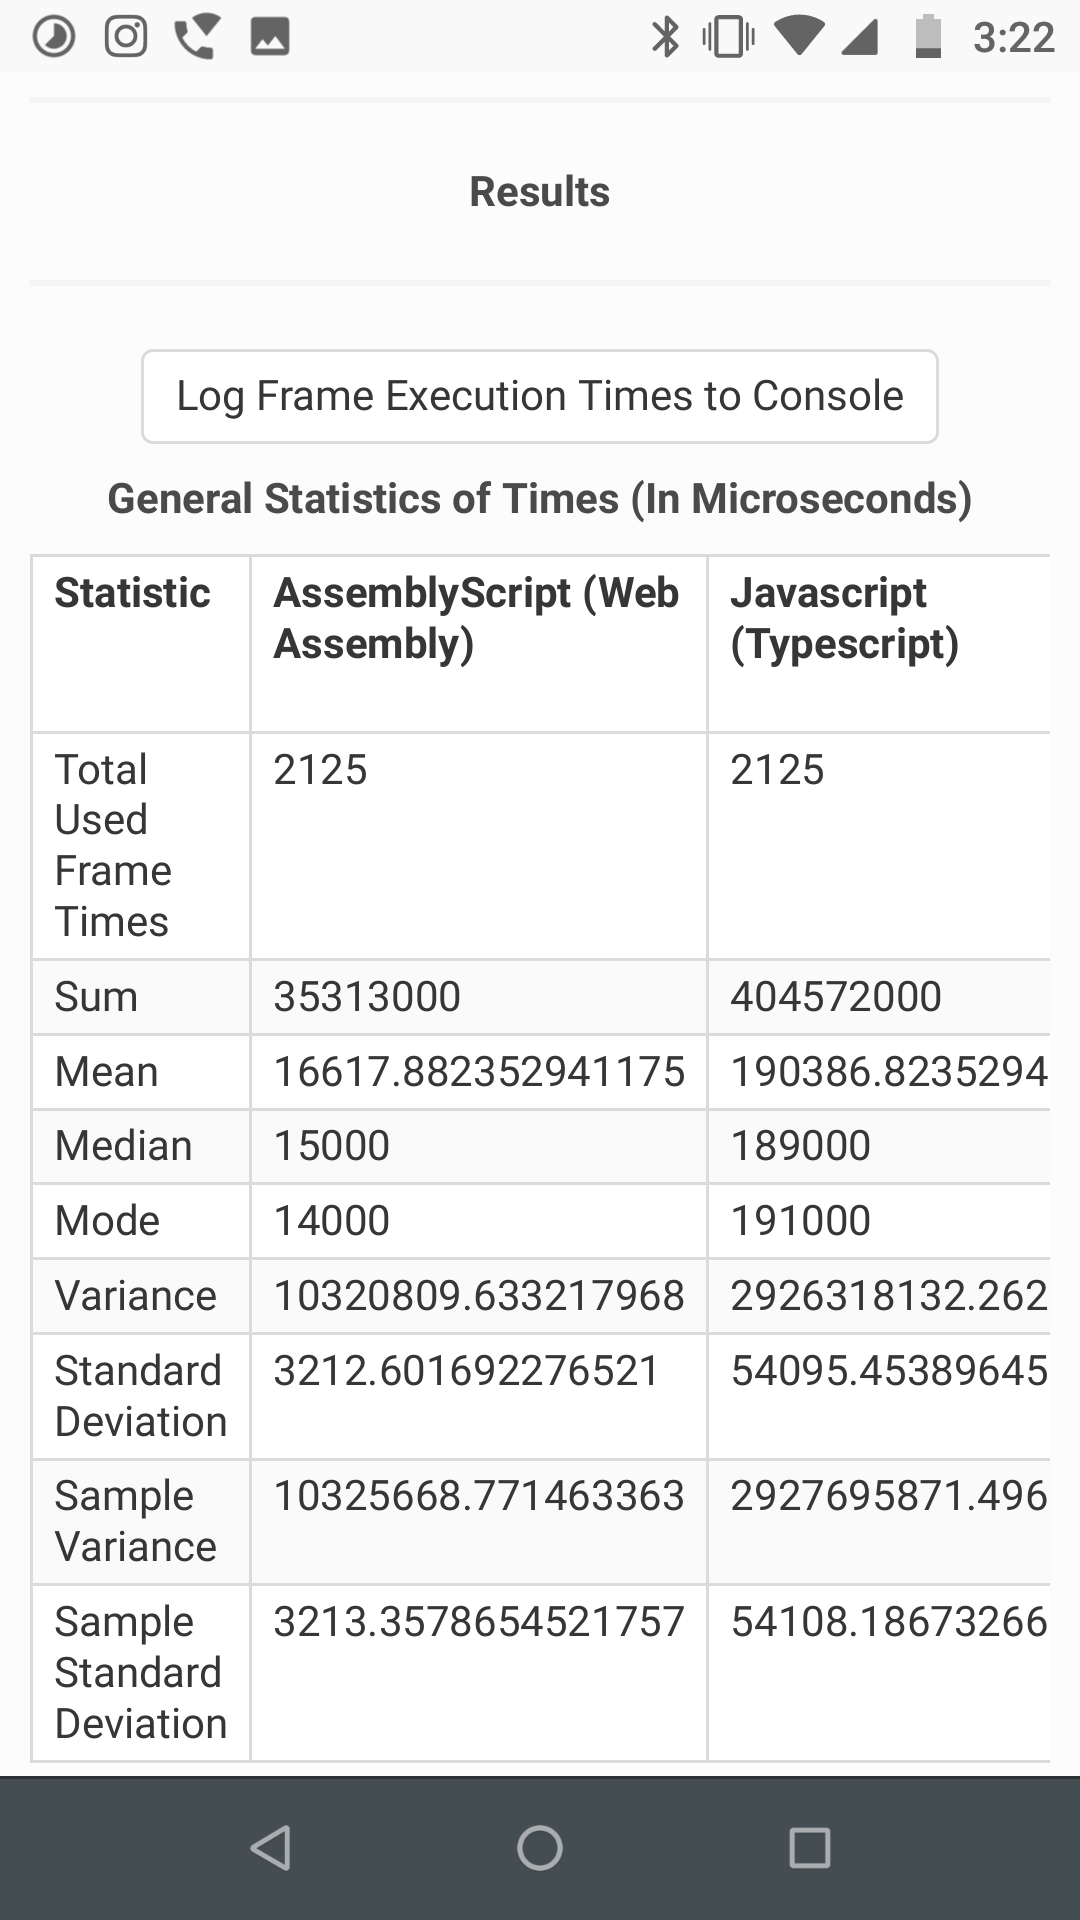 3:22
Results
Log Frame Execution Times to Console
General Statistics of Times (In Microseconds)
Statistic
AssemblyScript (Web
Assembly)
Javascript
(Typescript)
Total
Used
Frame
Times
2125
2125
Sum
35313000
404572000
Mean
16617.882352941175
190386.8235294
Median
15000
189000
Mode
14000
191000
Variance
10320809.633217968
2926318132.262
Standard
Deviation
3212.601692276521
54095.45389645
Sample
Variance
10325668.771463363
2927695871.496
Sample
Standard
Deviation
3213.3578654521757
54108.18673266